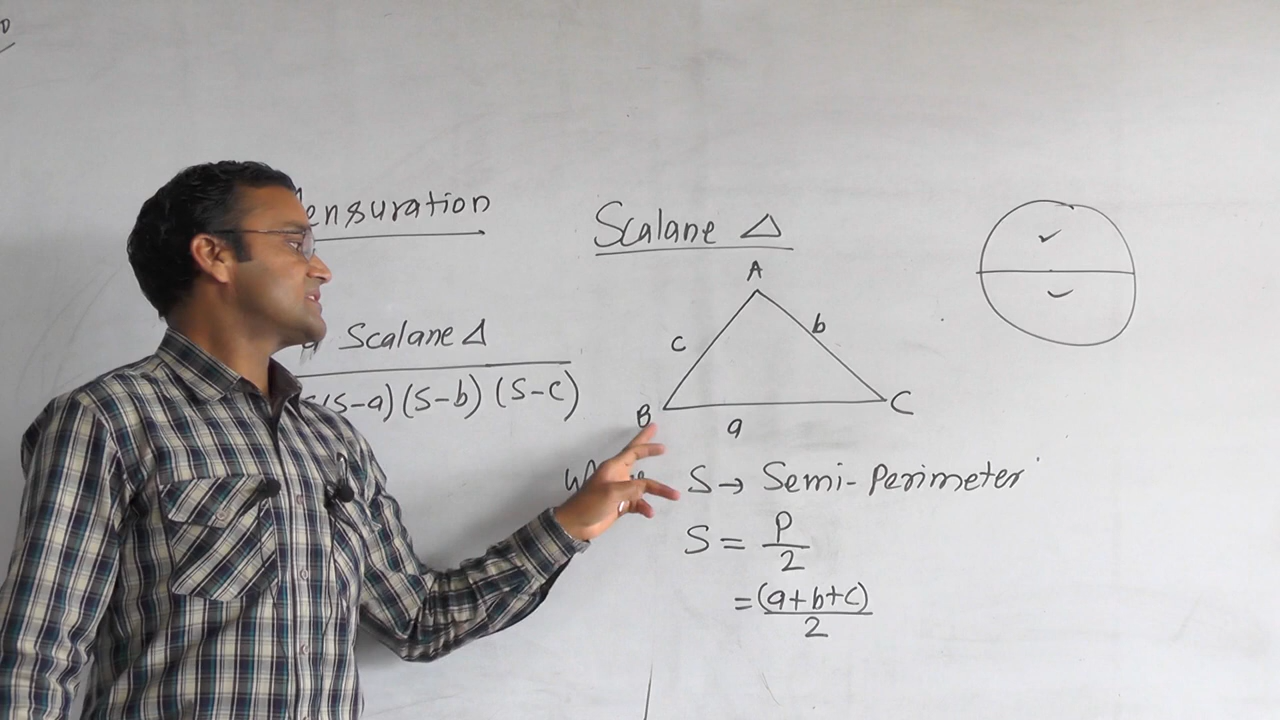 ensuration
Scalane Δ
Scalane Δ
(s-a) (s-b) (s-c)
A
c
b
B
a
C
S → Semi-Perimeter
S = P/2
= (a+b+c)/2